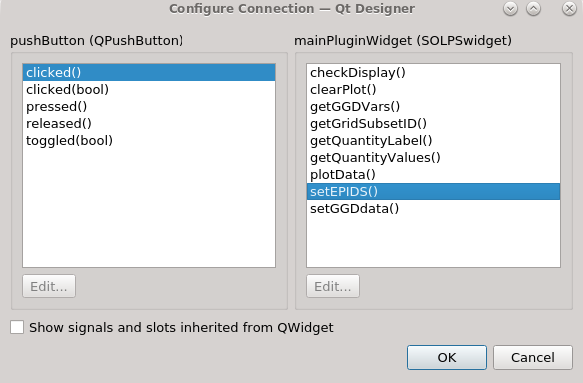 Configure Connection — Qt Designer
pushButton (QPushButton)
clicked()
clicked(bool)
pressed()
released()
toggled(bool)
Edit...
mainPluginWidget (SOLPSwidget)
checkDisplay()
clearPlot()
getGGDVars()
getGridSubsetID()
getQuantityLabel()
getQuantityValues()
plotData()
setEPIDS()
setGGDdata()
Edit...
Show signals and slots inherited from QWidget
OK
Cancel